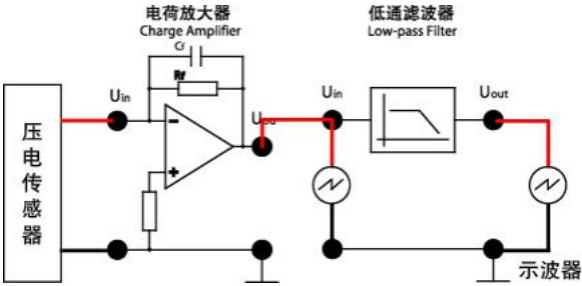 电荷放大器
Charge Amplifier
Cf
Rf
低通滤波器
Low-pass Filter
Uin
Uin
Uout
-
+
压电传感器
示波器